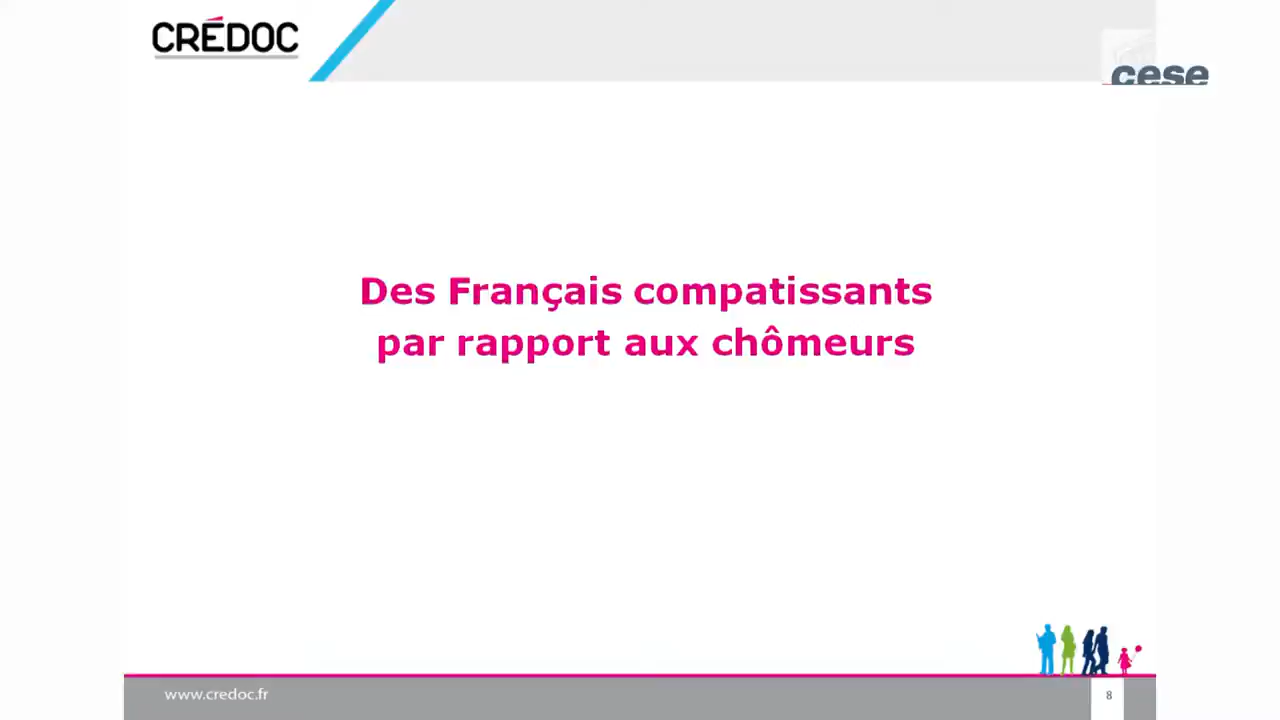 CRÉDOC
cese
Des Français compatissants
par rapport aux chômeurs
www.credoc.fr
8